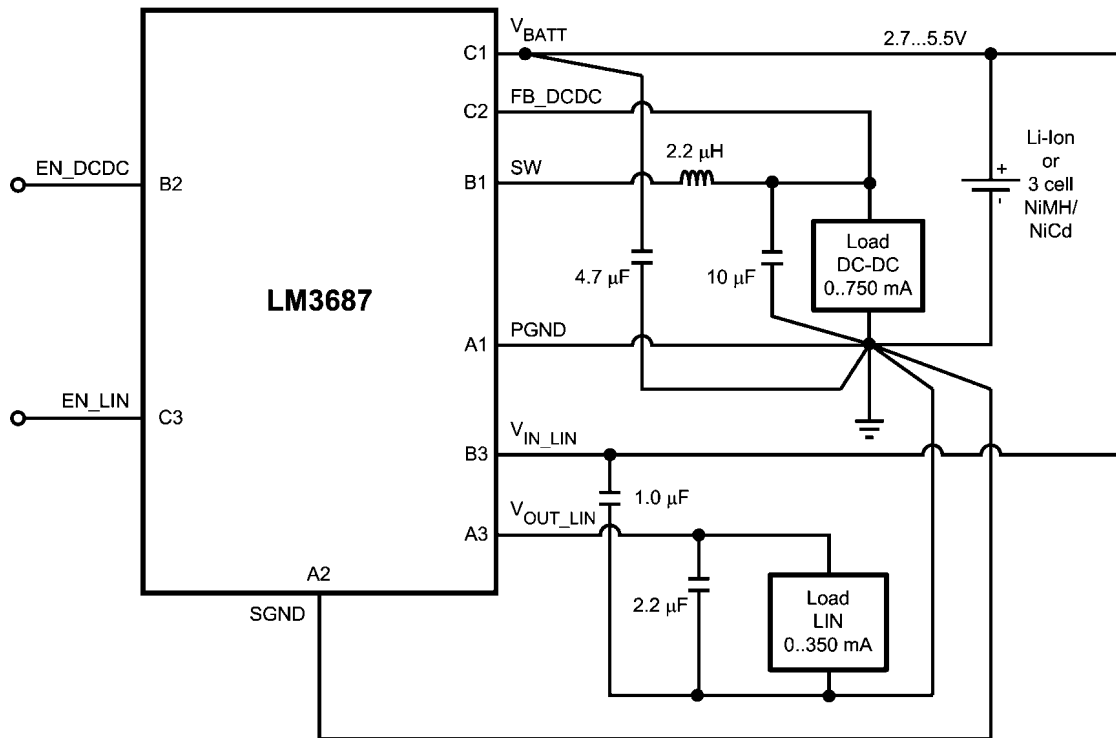 V_BATT
2.7...5.5V
C1
FB_DCDC
C2
2.2 μH
SW
B1
EN_DCDC
B2
Li-Ion
or
3 cell
NiMH/
NiCd
+
-
Load
DC-DC
0..750 mA
4.7 μF
10 μF
LM3687
PGND
A1
EN_LIN
C3
V_IN_LIN
B3
1.0 μF
V_OUT_LIN
A3
A2
SGND
2.2 μF
Load
LIN
0..350 mA